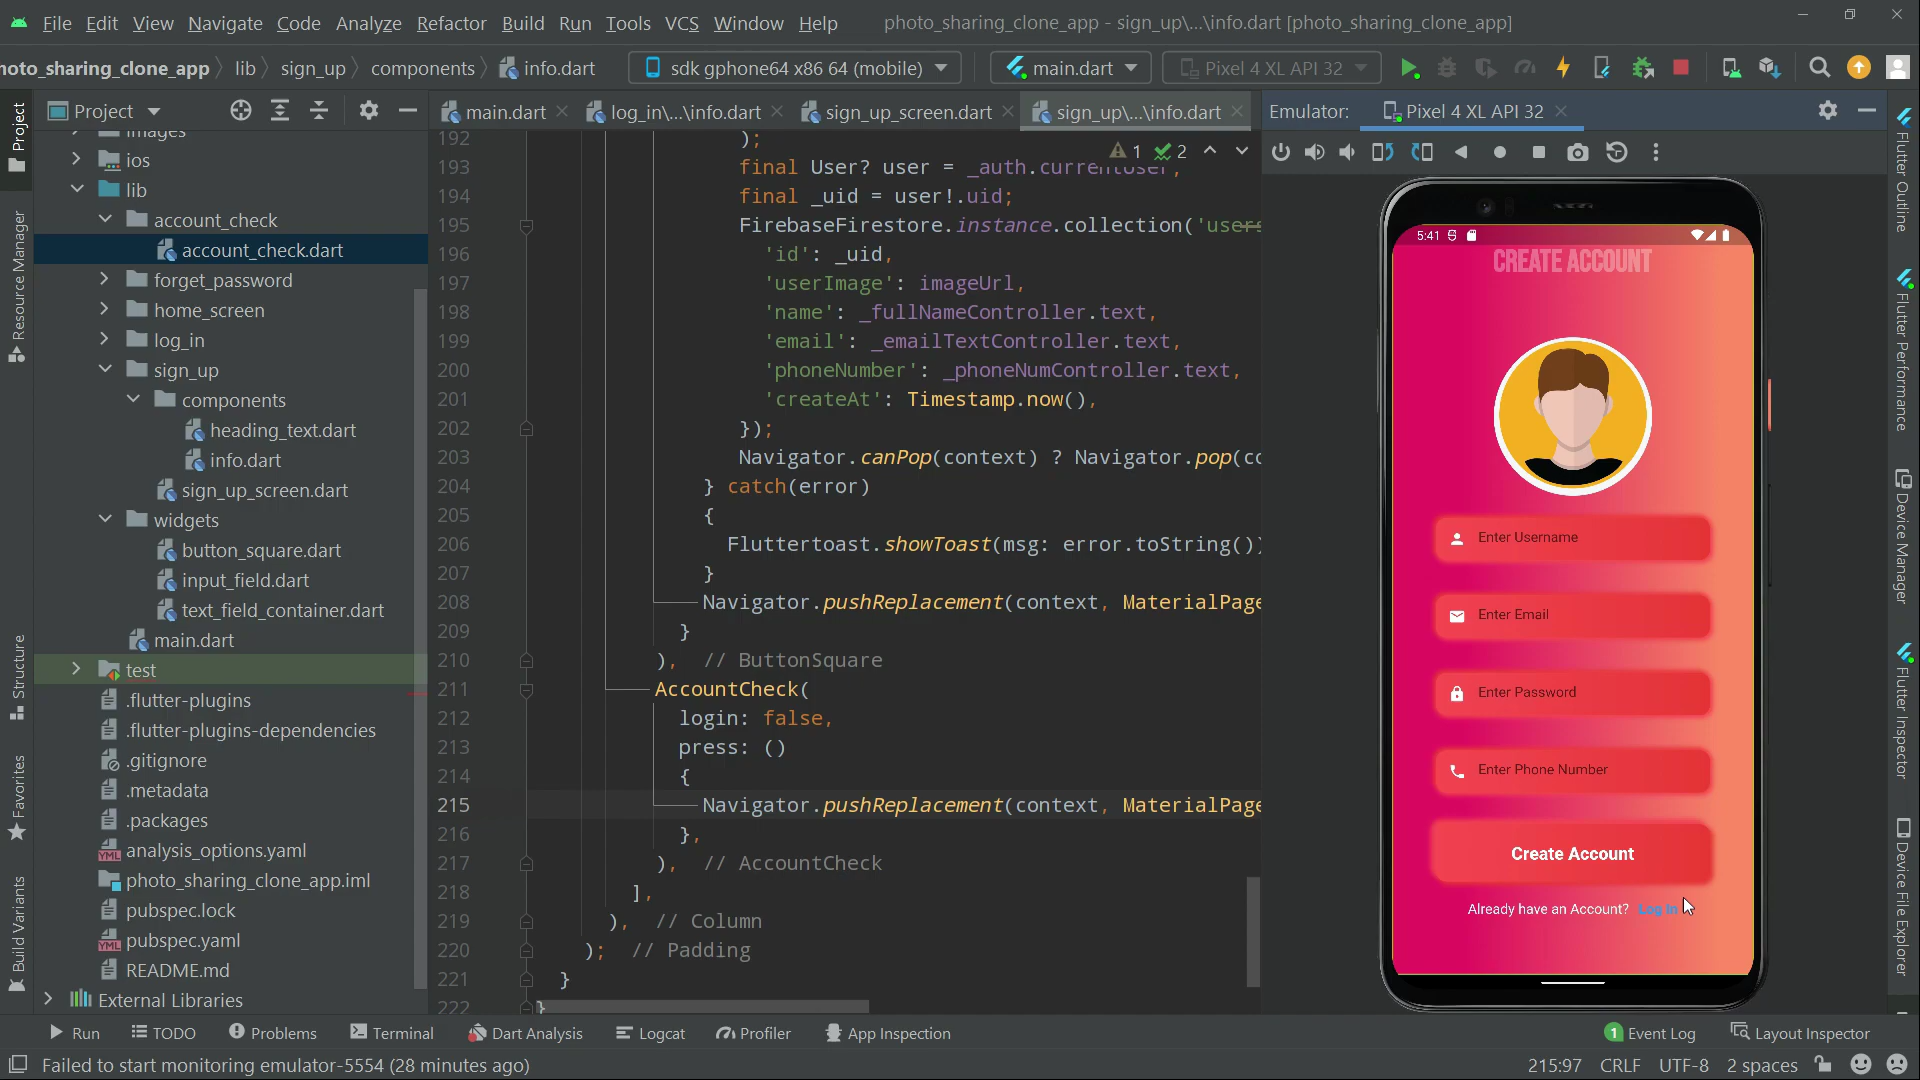 File Edit View Navigate Code Analyze Refactor Build Run Tools VCS Window Help photo_sharing_clone_app - sign_up\...\info.dart [photo_sharing_clone_app]
hoto_sharing_clone_app lib sign_up components info.dart sdk gphone64 x86 64 (mobile) main.dart Pixel 4 XL API 32
Project main.dart log_in\...\info.dart sign_up_screen.dart sign_up\...\info.dart Emulator: Pixel 4 XL API 32
images
ios
lib
account_check
account_check.dart
forget_password
home_screen
log_in
sign_up
components
heading_text.dart
info.dart
sign_up_screen.dart
widgets
button_square.dart
input_field.dart
text_field_container.dart
main.dart
test
.flutter-plugins
.flutter-plugins-dependencies
.gitignore
.metadata
.packages
analysis_options.yaml
photo_sharing_clone_app.iml
pubspec.lock
pubspec.yaml
README.md
External Libraries
1 2
192 );
193 final User? user = _auth.currentUser;
194 final _uid = user!.uid;
195 FirebaseFirestore.instance.collection('users
196 'id': _uid,
197 'userImage': imageUrl,
198 'name': _fullNameController.text,
199 'email': _emailTextController.text,
200 'phoneNumber': _phoneNumController.text,
201 'createAt': Timestamp.now(),
202 });
203 Navigator.canPop(context) ? Navigator.pop(co
204 } catch(error)
205 {
206 Fluttertoast.showToast(msg: error.toString())
207 }
208 Navigator.pushReplacement(context, MaterialPage
209 }
210 ), // ButtonSquare
211 AccountCheck(
212 login: false,
213 press: ()
214 {
215 Navigator.pushReplacement(context, MaterialPage
216 },
217 ), // AccountCheck
218 ],
219 ), // Column
220 ); // Padding
221 }
222 }
5:41
CREATE ACCOUNT
Enter Username
Enter Email
Enter Password
Enter Phone Number
Create Account
Already have an Account? Log In
Project
Resource Manager
Structure
Favorites
Build Variants
Flutter Outline
Flutter Performance
Device Manager
Flutter Inspector
Device File Explorer
Run TODO Problems Terminal Dart Analysis Logcat Profiler App Inspection 1 Event Log Layout Inspector
Failed to start monitoring emulator-5554 (28 minutes ago) 215:97 CRLF UTF-8 2 spaces